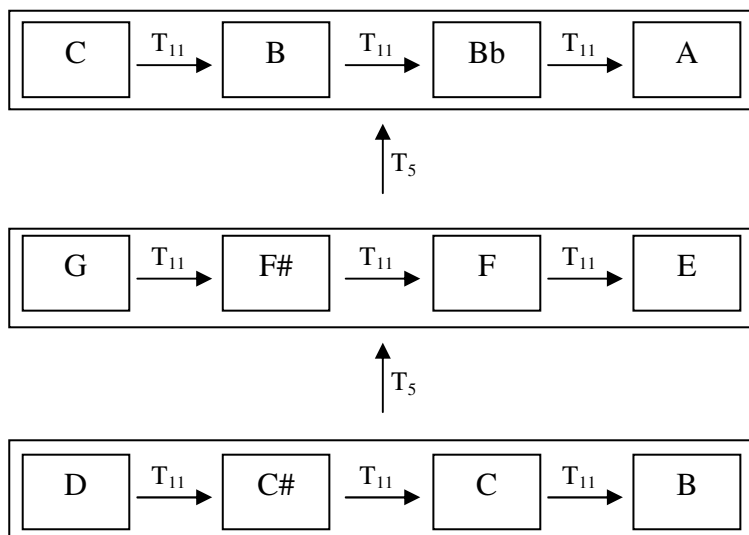 C T₁₁ B T₁₁ Bb T₁₁ A
T₅
G T₁₁ F# T₁₁ F T₁₁ E
T₅
D T₁₁ C# T₁₁ C T₁₁ B